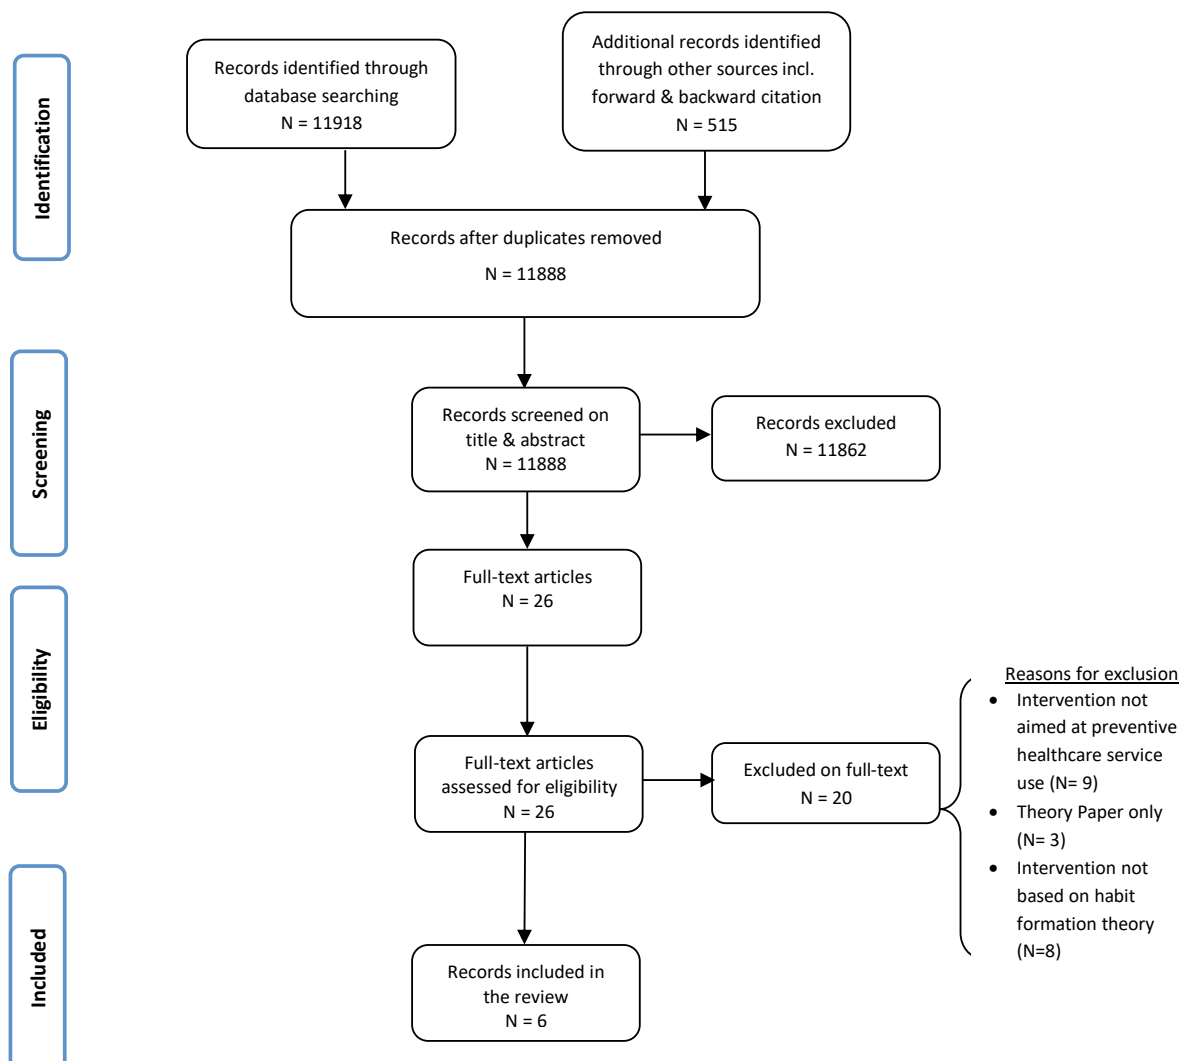 Identification
Records identified through
database searching
N = 11918
Additional records identified
through other sources incl.
forward & backward citation
N = 515
Records after duplicates removed
N = 11888
Screening
Records screened on
title & abstract
N = 11888
Records excluded
N = 11862
Full-text articles
N = 26
Eligibility
Full-text articles
assessed for eligibility
N = 26
Excluded on full-text
N = 20
Reasons for exclusion
• Intervention not
aimed at preventive
healthcare service
use (N= 9)
• Theory Paper only
(N= 3)
• Intervention not
based on habit
formation theory
(N=8)
Included
Records included in
the review
N = 6